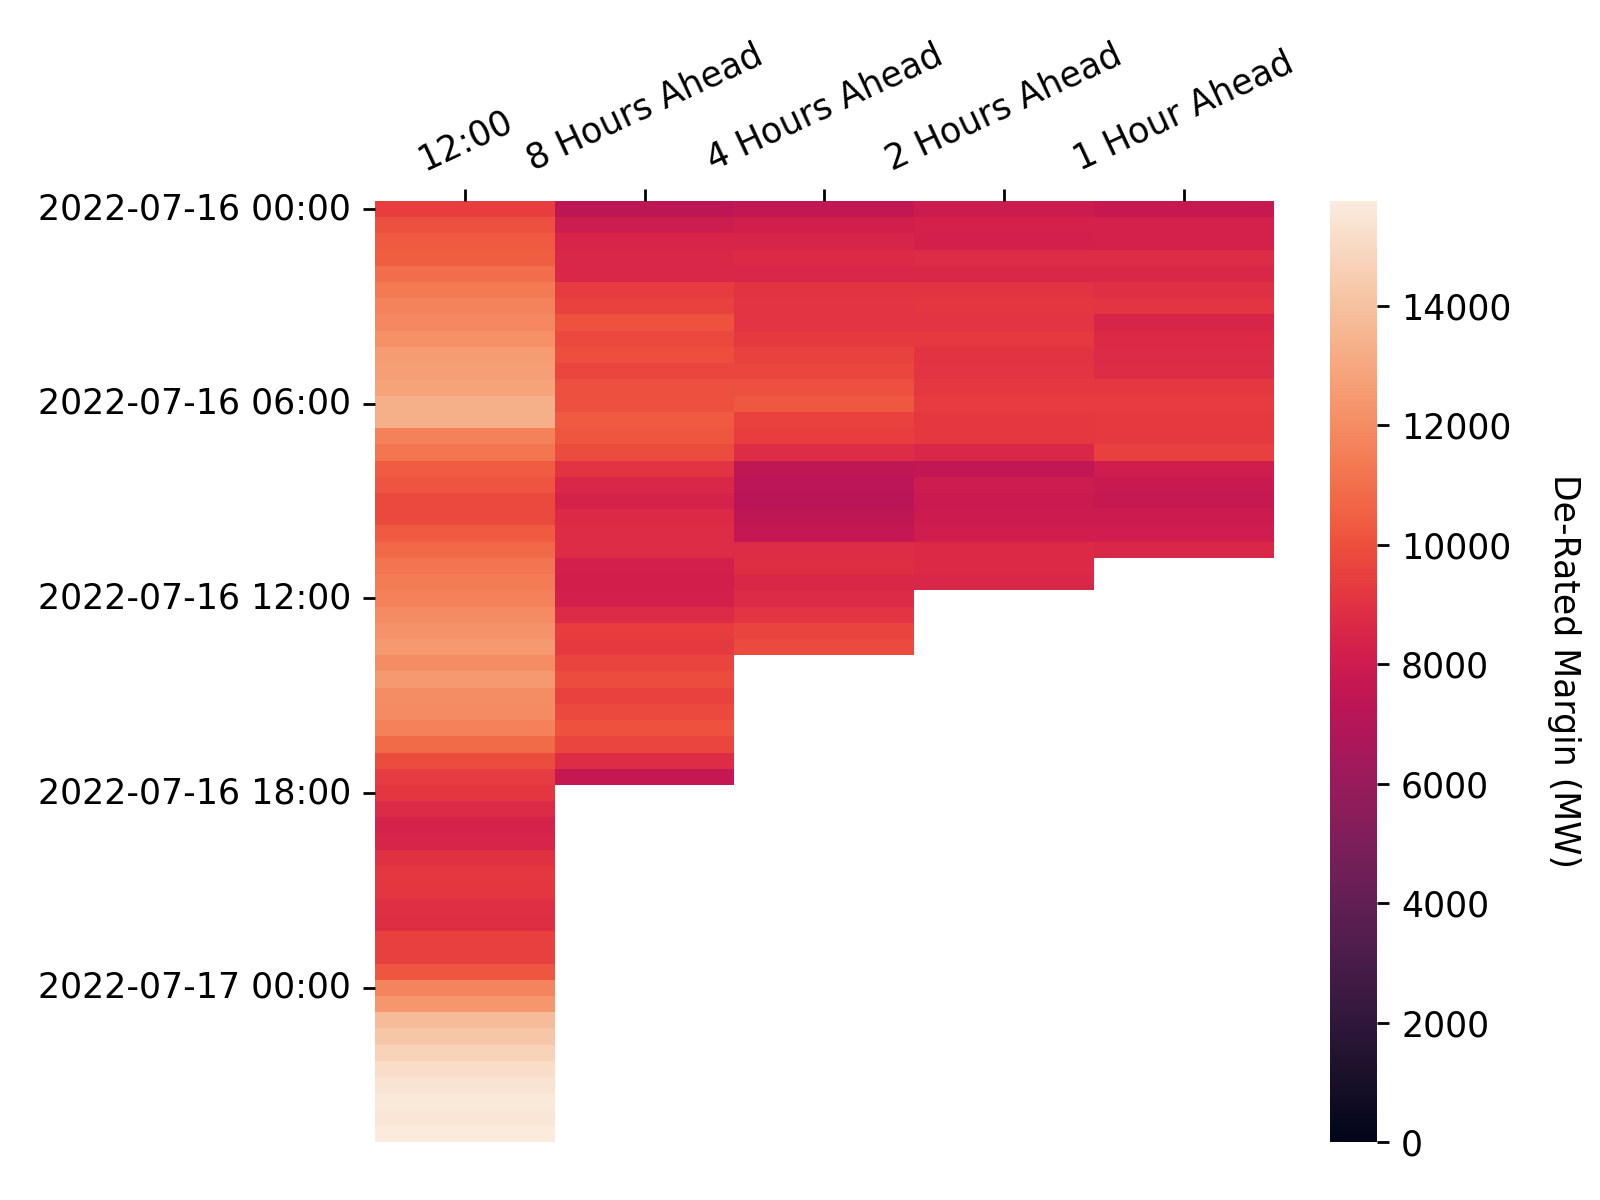 12:00
8 Hours Ahead
4 Hours Ahead
2 Hours Ahead
1 Hour Ahead
2022-07-16 00:00
2022-07-16 06:00
2022-07-16 12:00
2022-07-16 18:00
2022-07-17 00:00
14000
12000
10000
8000
6000
4000
2000
0
De-Rated Margin (MW)